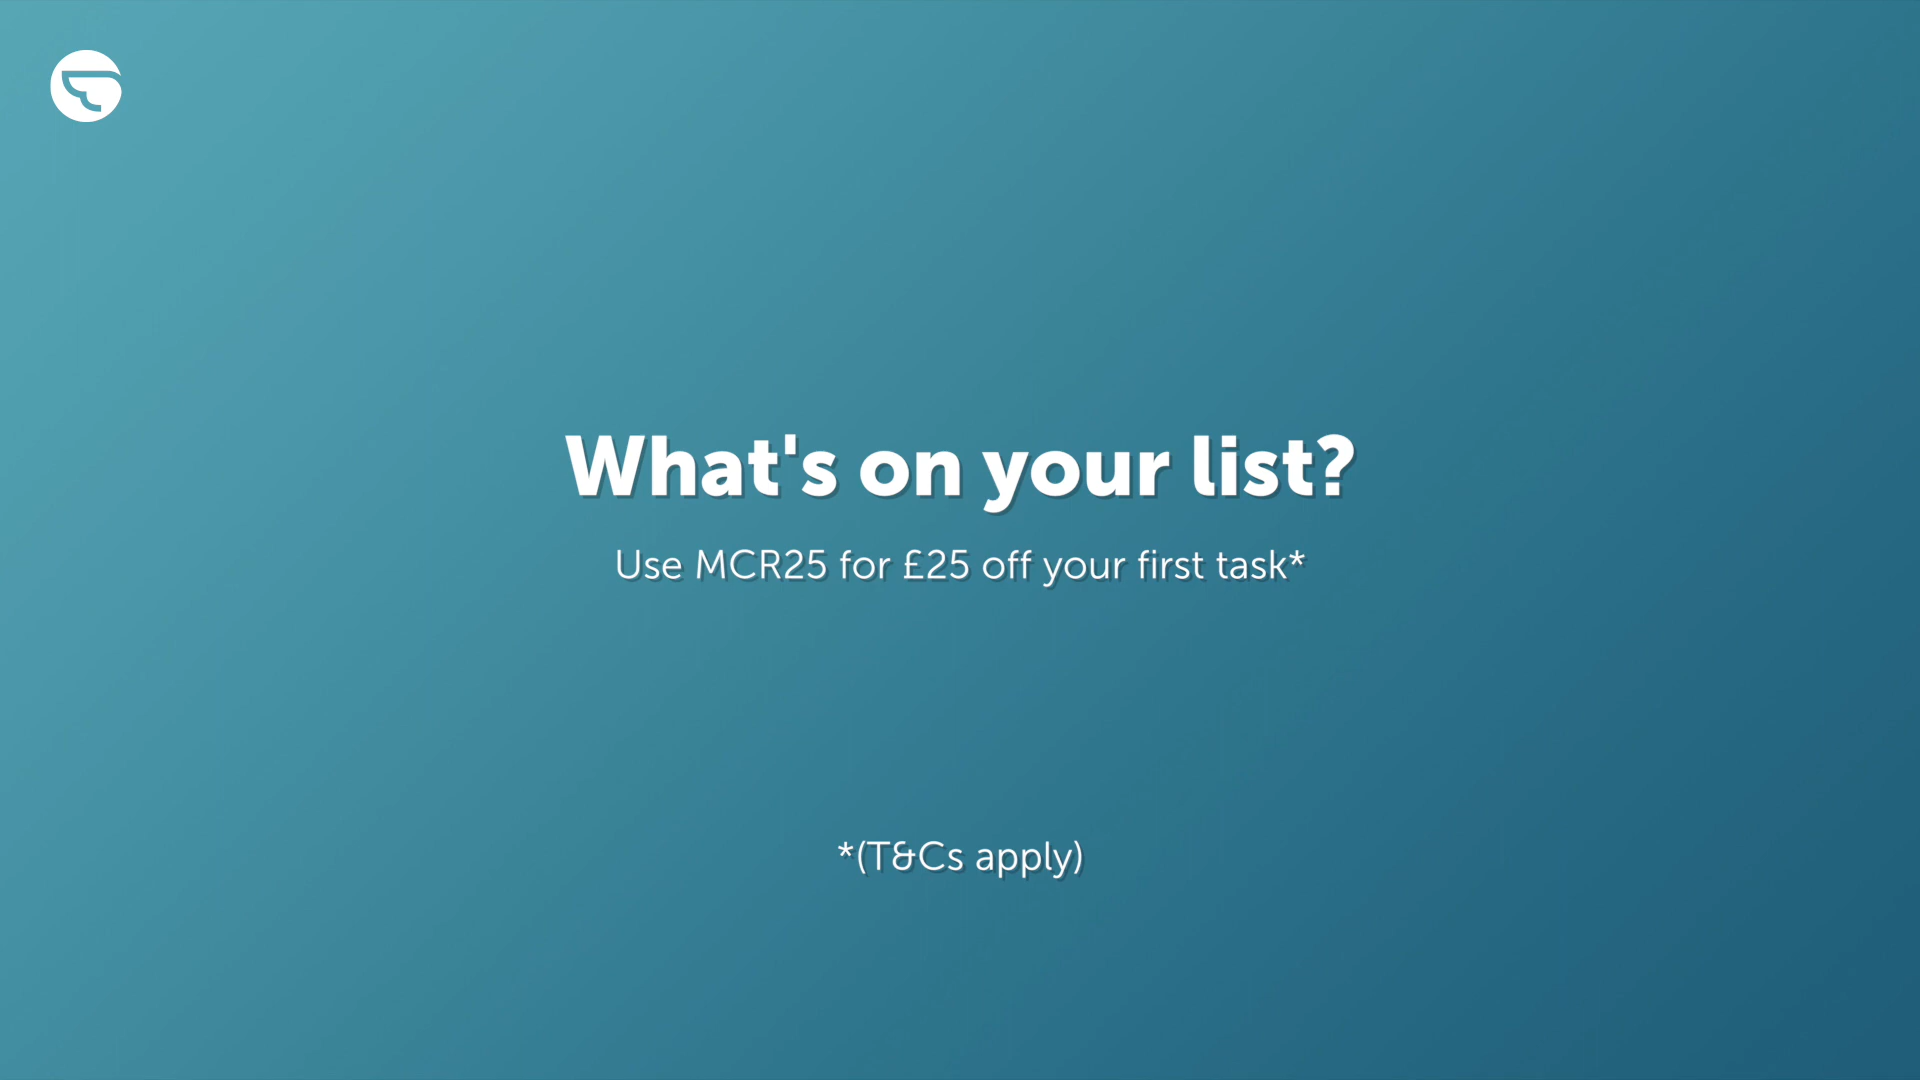 What's on your list?
Use MCR25 for £25 off your first task*
*(T&Cs apply)